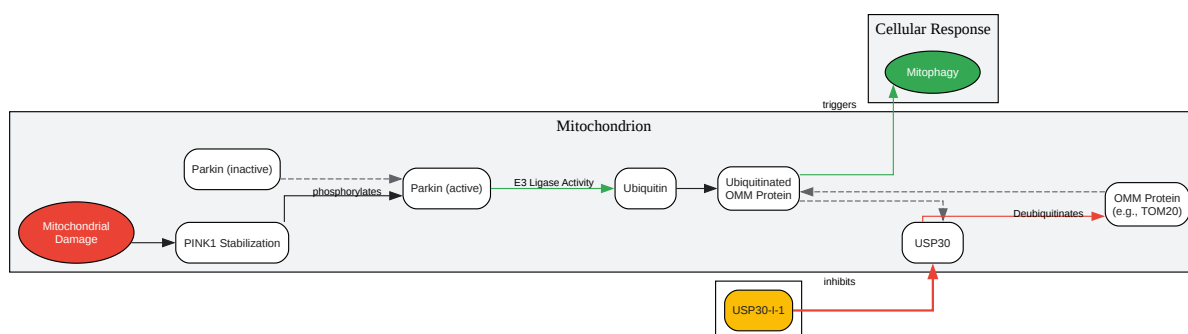 Cellular Response
Mitophagy
triggers
Mitochondrion
Parkin (inactive)
phosphorylates
Parkin (active)
E3 Ligase Activity
Ubiquitin
Ubiquitinated
OMM Protein
OMM Protein
(e.g., TOM20)
Deubiquitinates
Mitochondrial
Damage
PINK1 Stabilization
USP30
inhibits
USP30-I-1